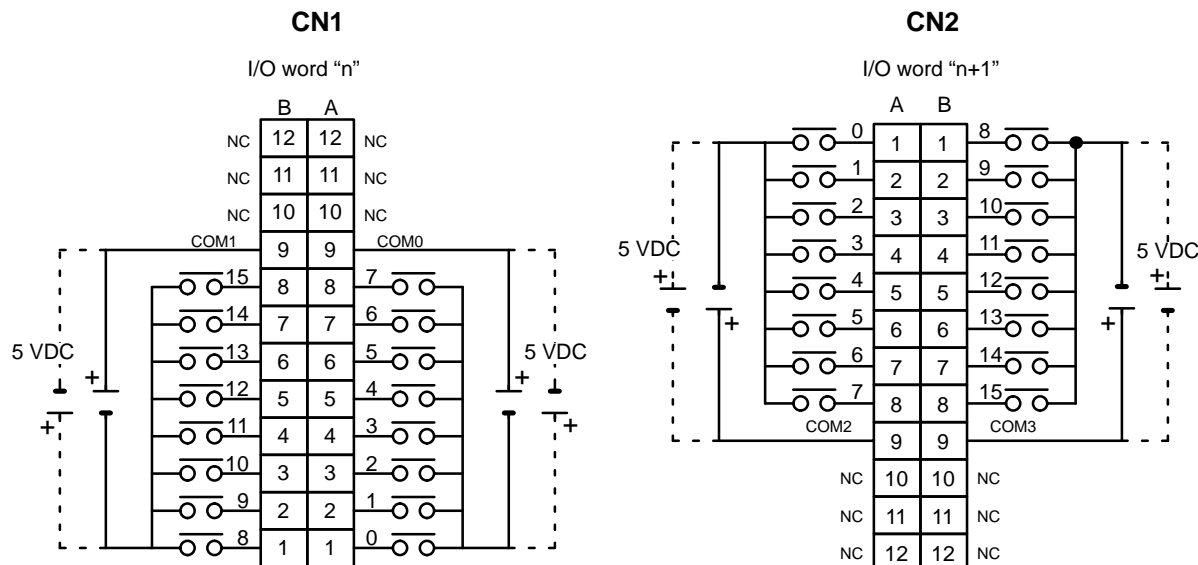 CN1
I/O word “n”
B A
NC 12 12 NC
NC 11 11 NC
NC 10 10 NC
COM1 9 9 COM0
15 8 8 7
14 7 7 6
13 6 6 5
12 5 5 4
11 4 4 3
10 3 3 2
9 2 2 1
8 1 1 0
5 VDC
+
+
5 VDC
+
+
CN2
I/O word “n+1”
A B
0 1 1 8
1 2 2 9
2 3 3 10
3 4 4 11
4 5 5 12
5 6 6 13
6 7 7 14
7 8 8 15
COM2 9 9 COM3
NC 10 10 NC
NC 11 11 NC
NC 12 12 NC
5 VDC
+
+
5 VDC
+
+